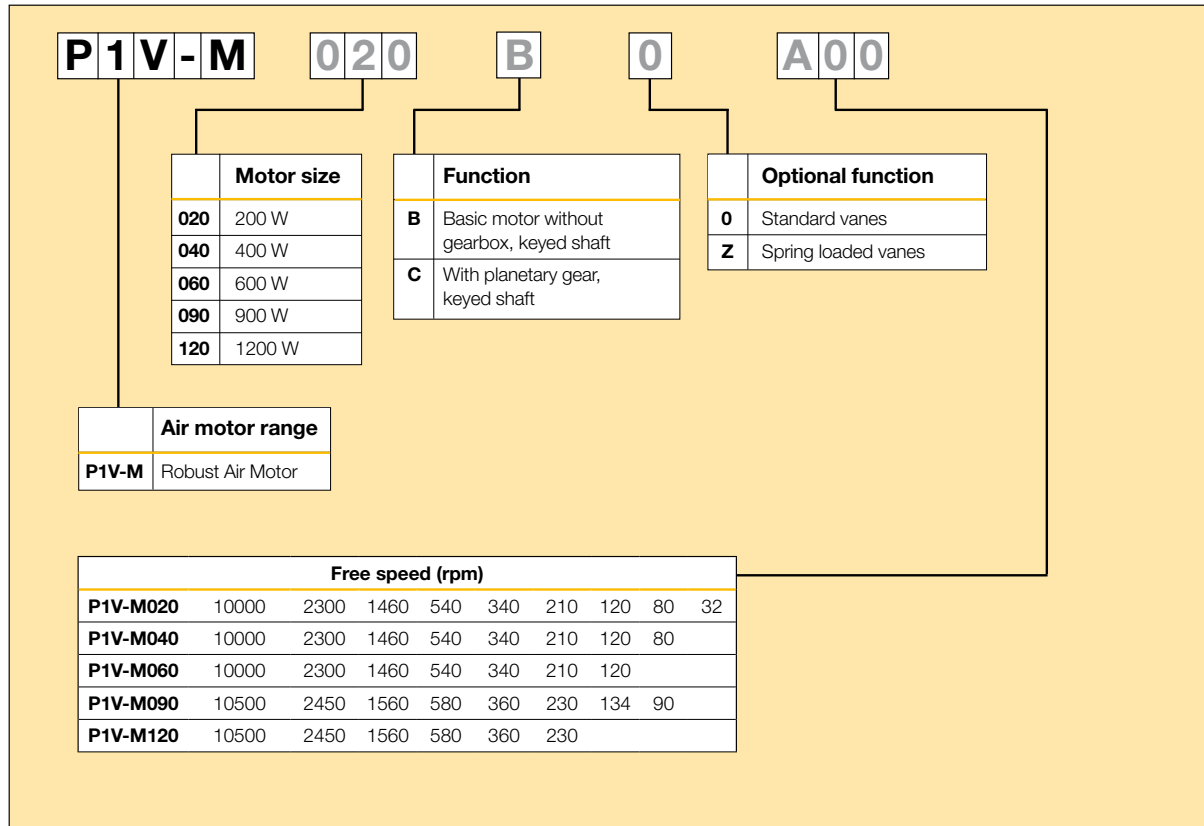 P1V-M 020 B 0 A00
Motor size
020 200 W
040 400 W
060 600 W
090 900 W
120 1200 W
Function
B Basic motor without
gearbox, keyed shaft
C With planetary gear,
keyed shaft
Optional function
0 Standard vanes
Z Spring loaded vanes
Air motor range
P1V-M Robust Air Motor
Free speed (rpm)
P1V-M020 10000 2300 1460 540 340 210 120 80 32
P1V-M040 10000 2300 1460 540 340 210 120 80
P1V-M060 10000 2300 1460 540 340 210 120
P1V-M090 10500 2450 1560 580 360 230 134 90
P1V-M120 10500 2450 1560 580 360 230